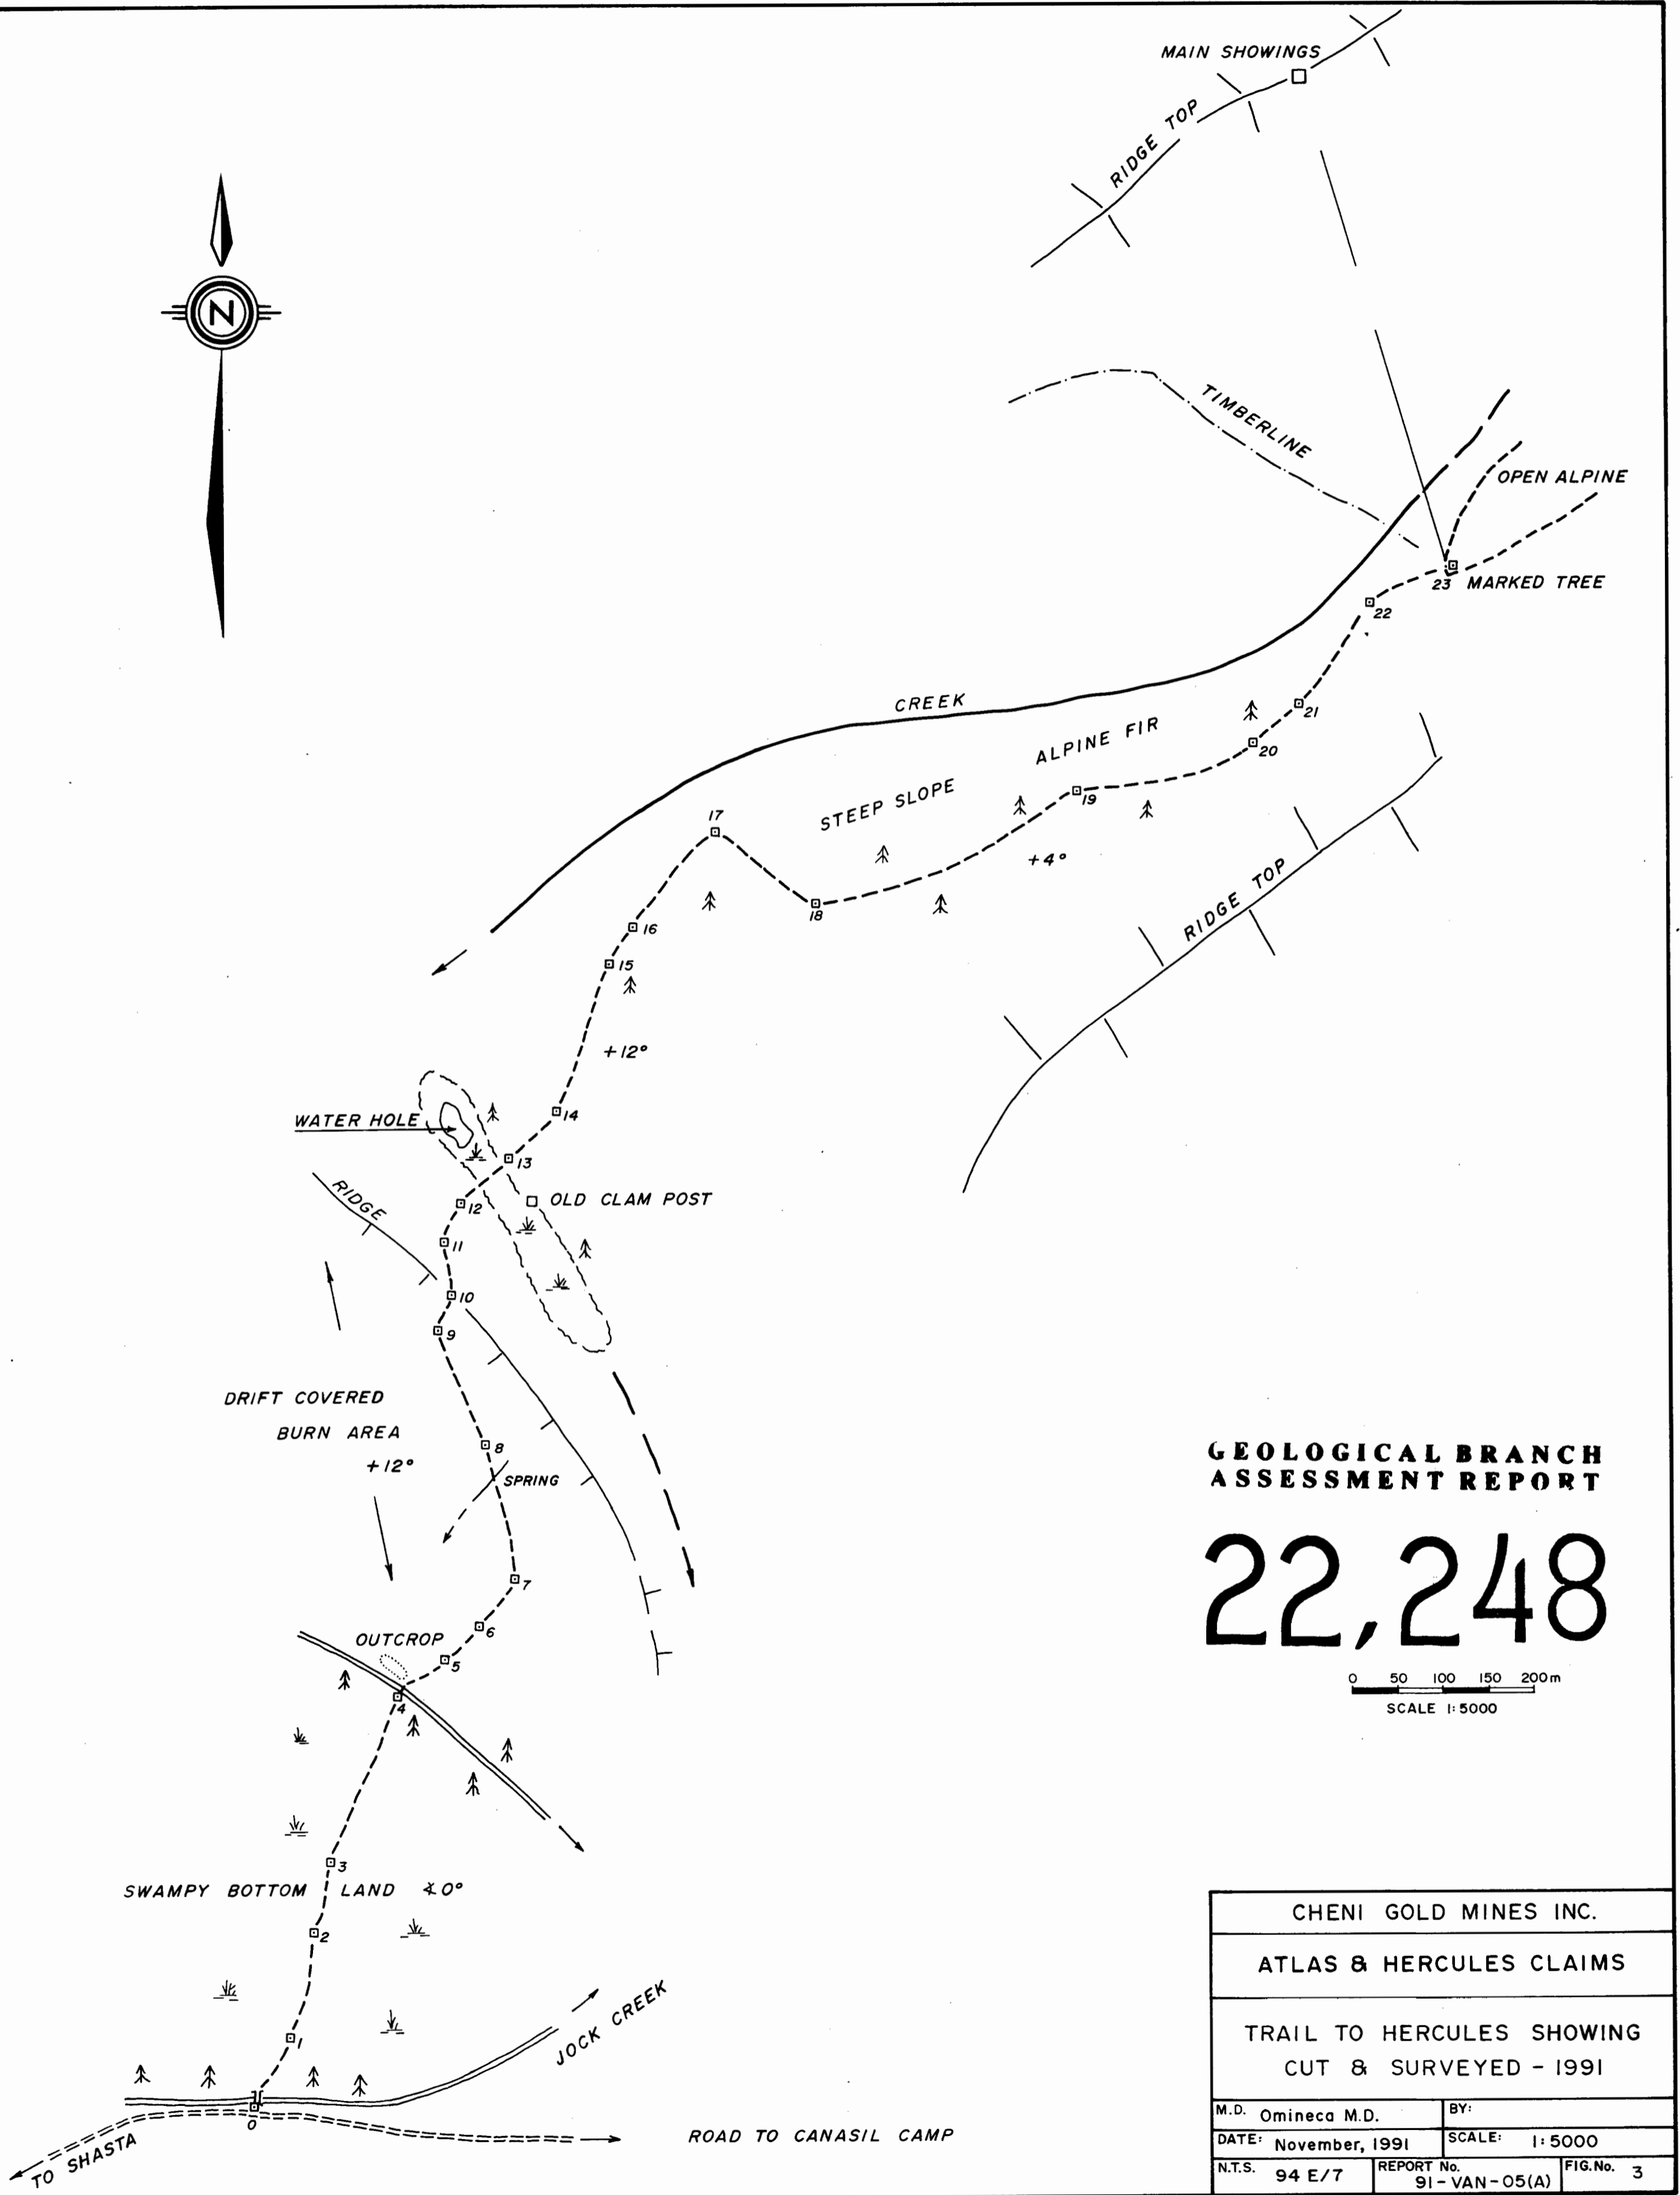 MAIN SHOWINGS
RIDGE TOP
N
TIMBERLINE
OPEN ALPINE
23 MARKED TREE
22
CREEK
21
ALPINE FIR
20
STEEP SLOPE
19
17
+4°
RIDGE TOP
18
16
15
+12°
14
WATER HOLE
13
RIDGE
12
OLD CLAM POST
11
10
9
DRIFT COVERED
BURN AREA
+12°
8
SPRING
7
6
OUTCROP
5
4
3
SWAMPY BOTTOM LAND ∡0°
2
1
JOCK CREEK
0
TO SHASTA
ROAD TO CANASIL CAMP
GEOLOGICAL BRANCH
ASSESSMENT REPORT
22,248
0 50 100 150 200m
SCALE 1:5000
CHENI GOLD MINES INC.
ATLAS & HERCULES CLAIMS
TRAIL TO HERCULES SHOWING
CUT & SURVEYED - 1991
M.D. Omineca M.D. BY:
DATE: November, 1991 SCALE: 1:5000
N.T.S. 94 E/7 REPORT No. 91-VAN-05(A) FIG.No. 3